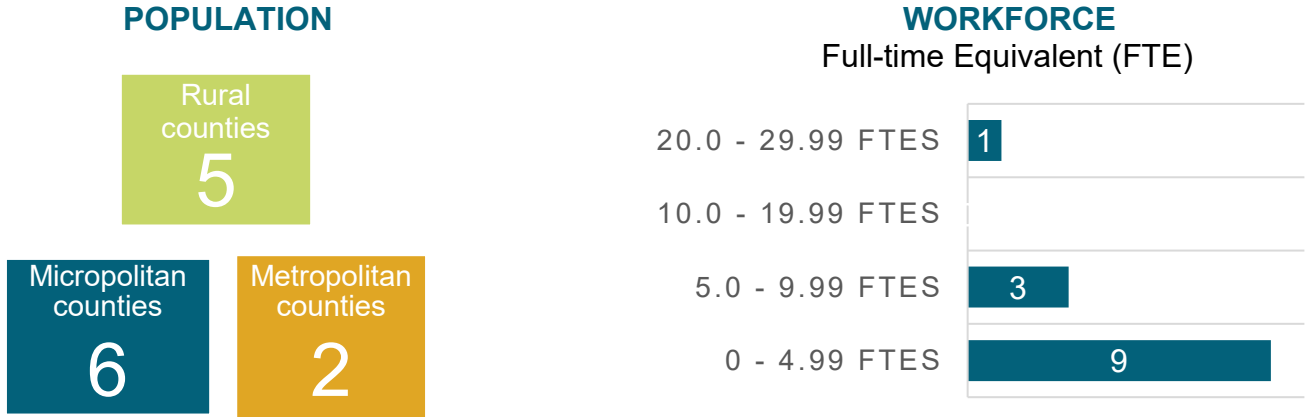 POPULATION
Rural
counties
5
Micropolitan
counties
6
Metropolitan
counties
2
WORKFORCE
Full-time Equivalent (FTE)
20.0 - 29.99 FTES
1
10.0 - 19.99 FTES
5.0 - 9.99 FTES
3
0 - 4.99 FTES
9